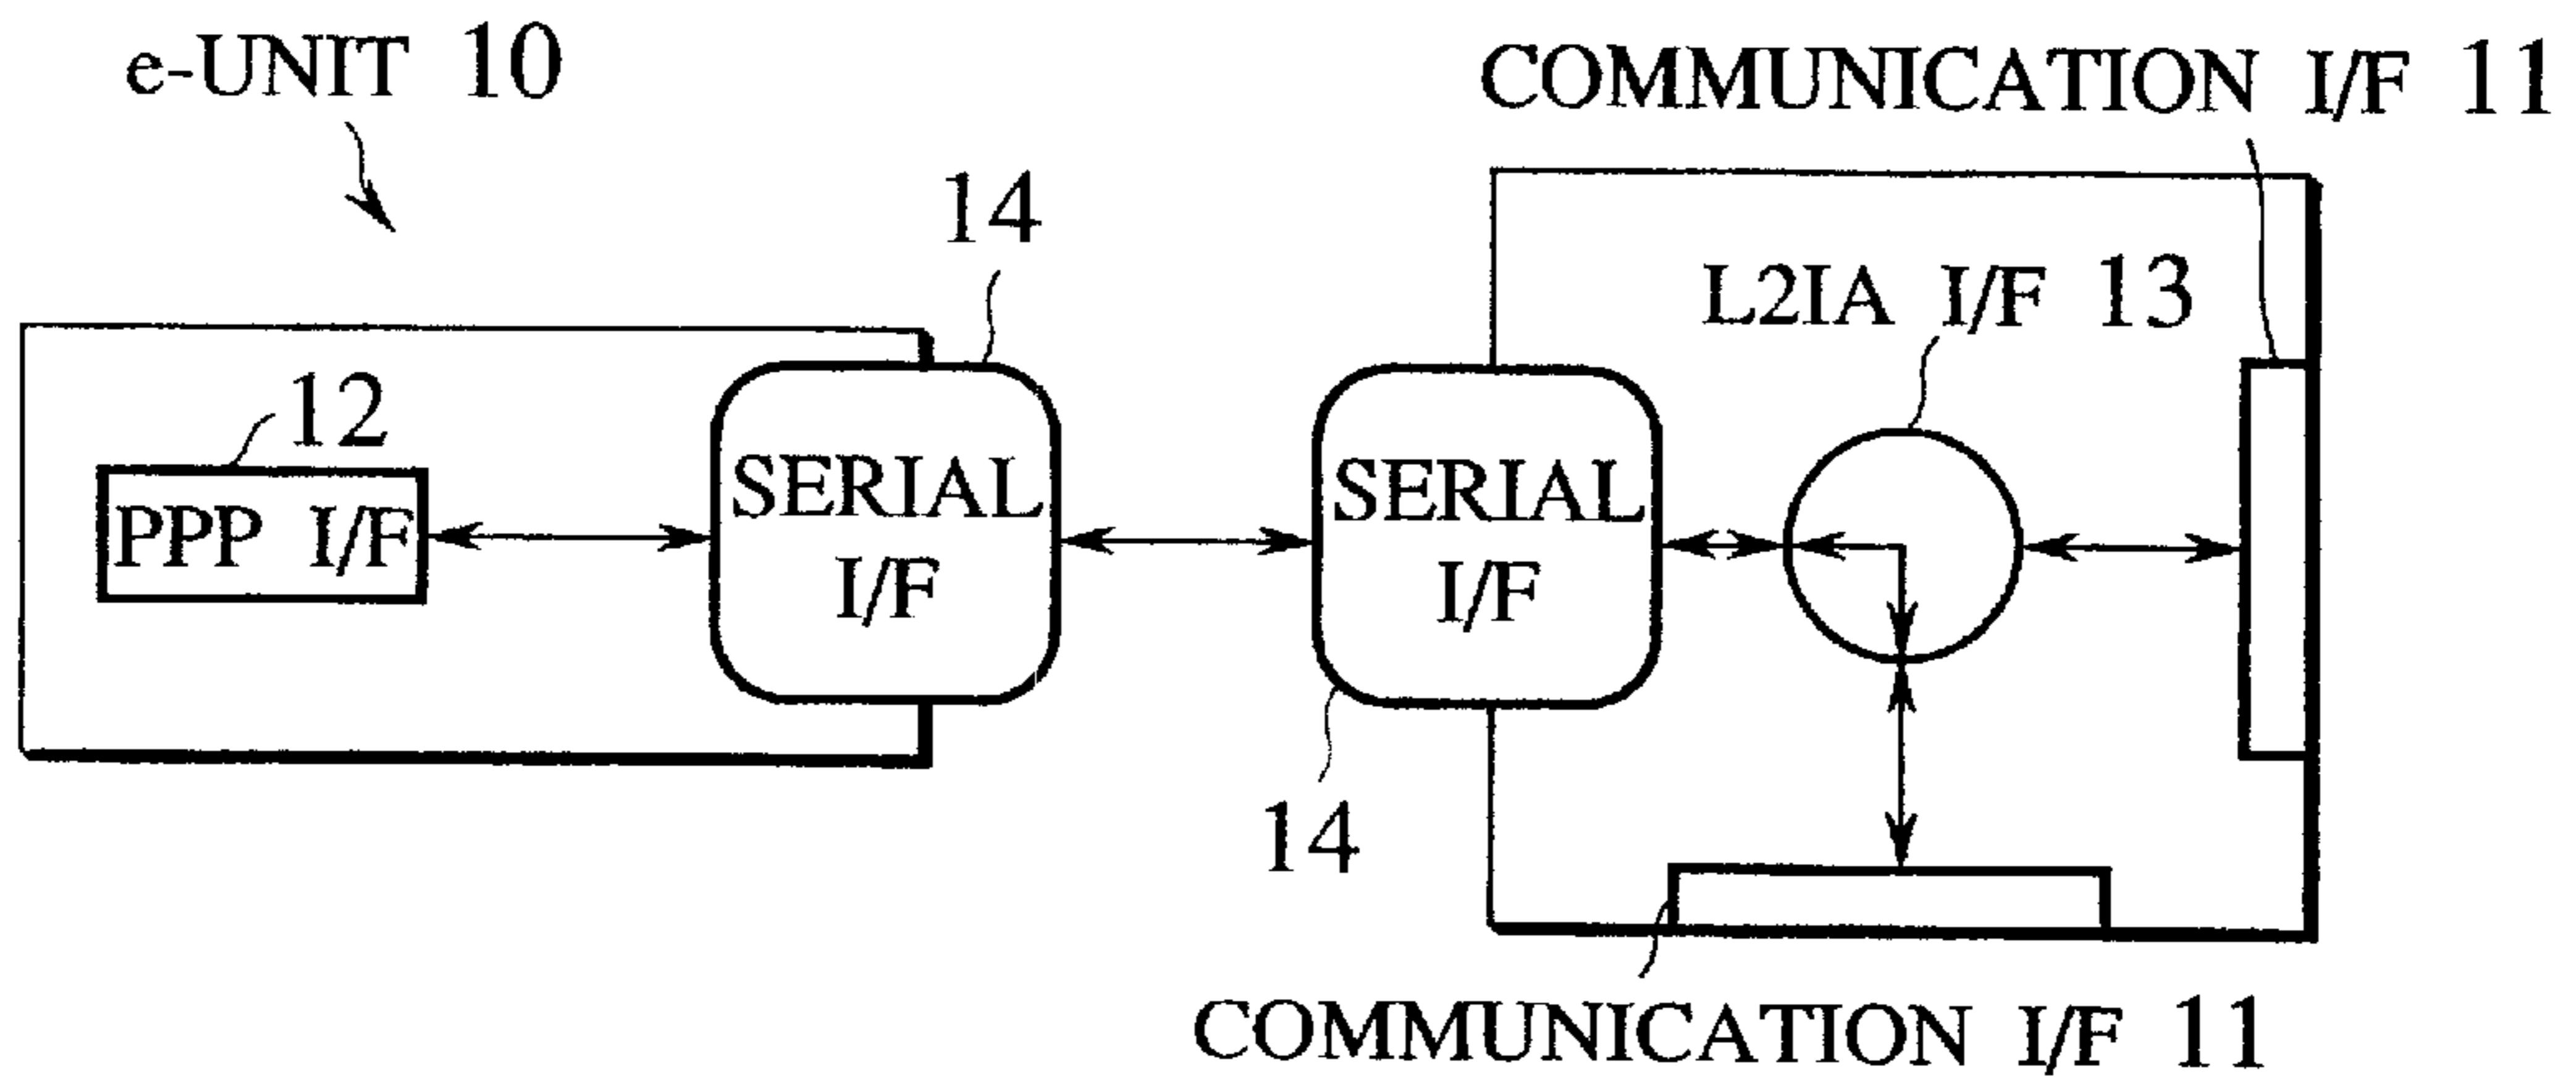 e-UNIT 10
COMMUNICATION I/F 11
14
L2IA I/F 13
12
PPP I/F
SERIAL
I/F
SERIAL
I/F
14
COMMUNICATION I/F 11